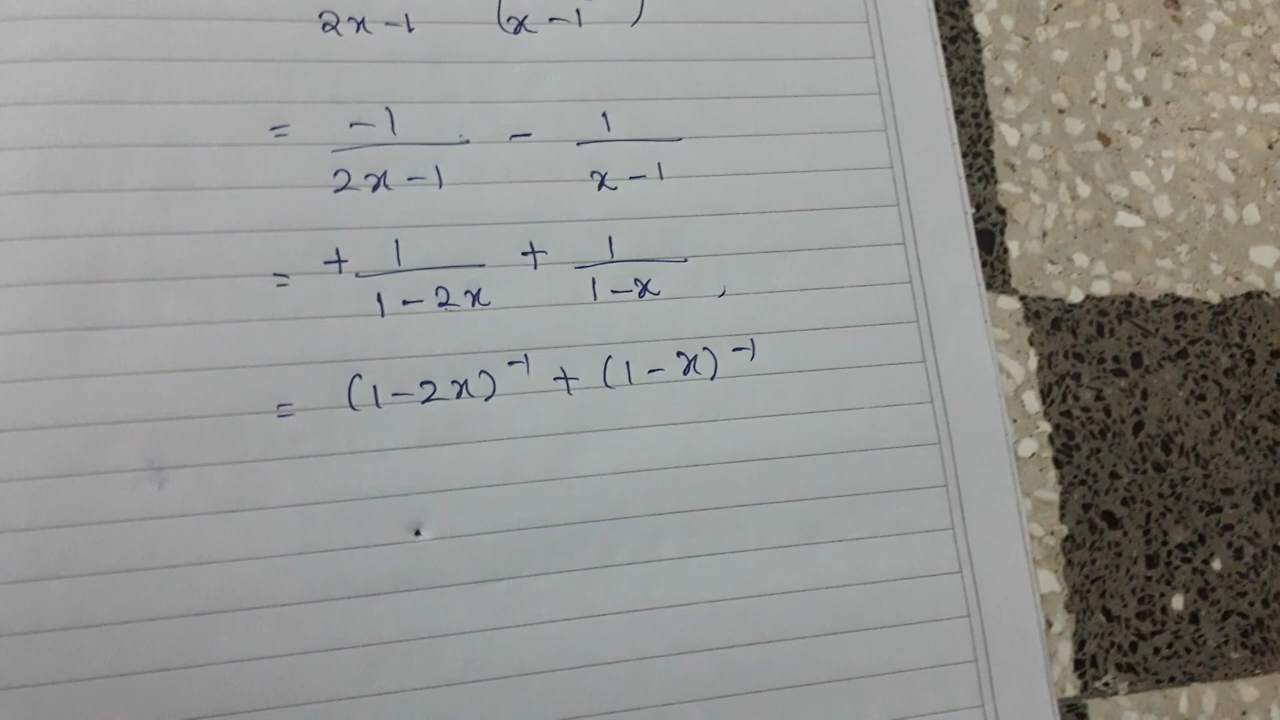 2x-1 (x-1)
= -1/2x-1 - 1/x-1
= + 1/1-2x + 1/1-x ,
= (1-2x)^-1 + (1-x)^-1